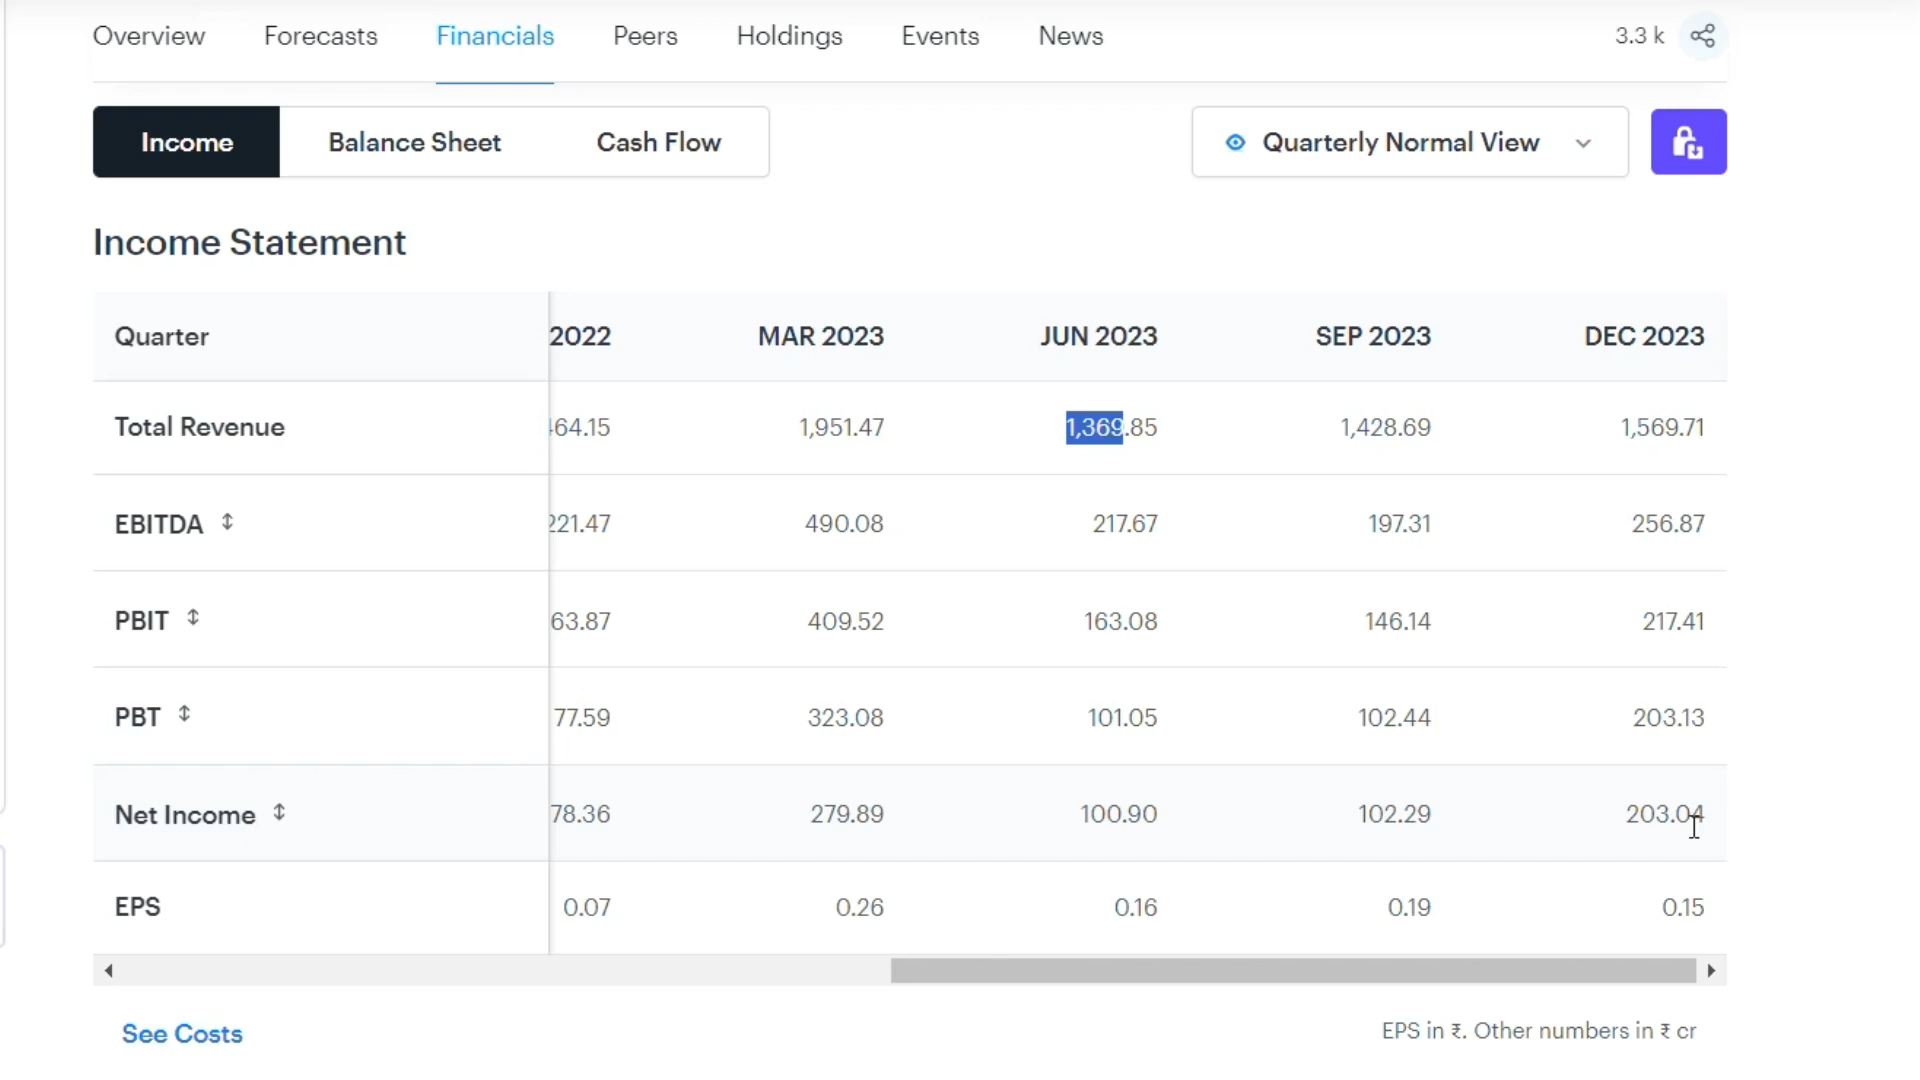 Overview Forecasts Financials Peers Holdings Events News 3.3 k
Income Balance Sheet Cash Flow Quarterly Normal View
Income Statement
Quarter 2022 MAR 2023 JUN 2023 SEP 2023 DEC 2023
Total Revenue 464.15 1,951.47 1,369.85 1,428.69 1,569.71
EBITDA 221.47 490.08 217.67 197.31 256.87
PBIT 63.87 409.52 163.08 146.14 217.41
PBT 77.59 323.08 101.05 102.44 203.13
Net Income 78.36 279.89 100.90 102.29 203.04
EPS 0.07 0.26 0.16 0.19 0.15
See Costs EPS in ₹. Other numbers in ₹ cr